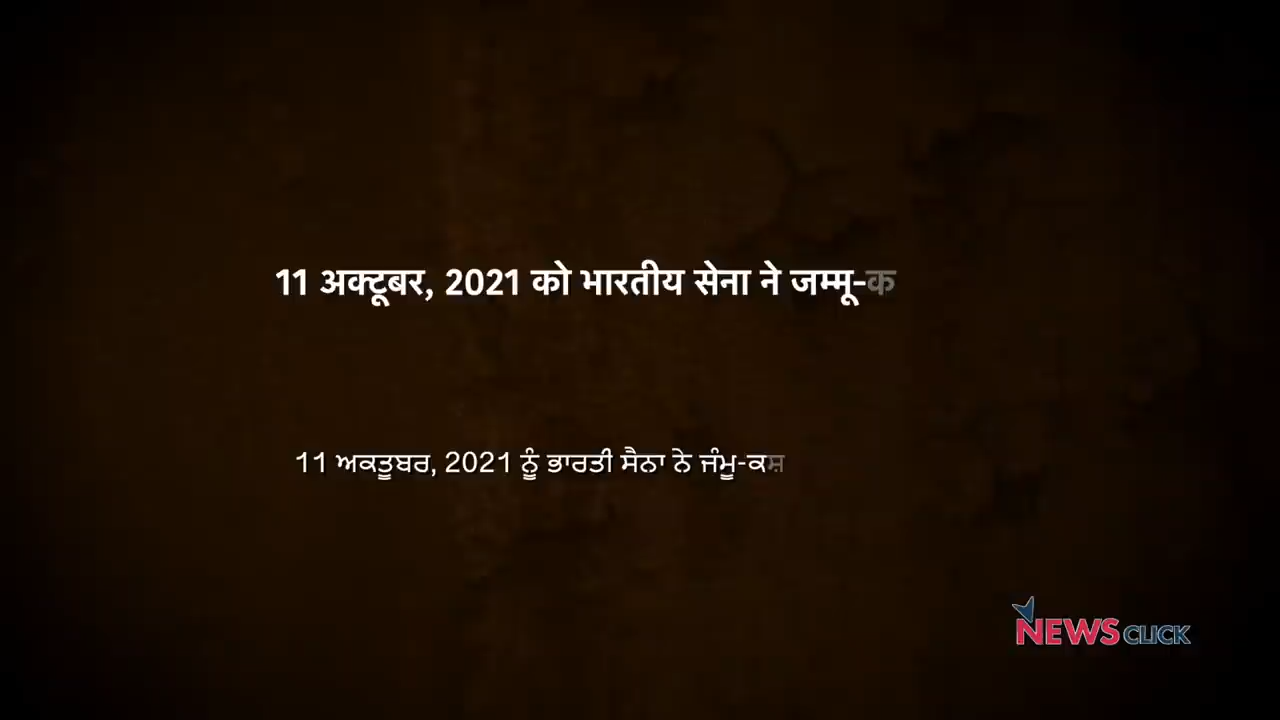 11 अक्टूबर, 2021 को भारतीय सेना ने जम्मू-क
11 ਅਕਤੂਬਰ, 2021 ਨੂੰ ਭਾਰਤੀ ਸੈਨਾ ਨੇ ਜੰਮੂ-ਕਸ਼
NEWSCLICK